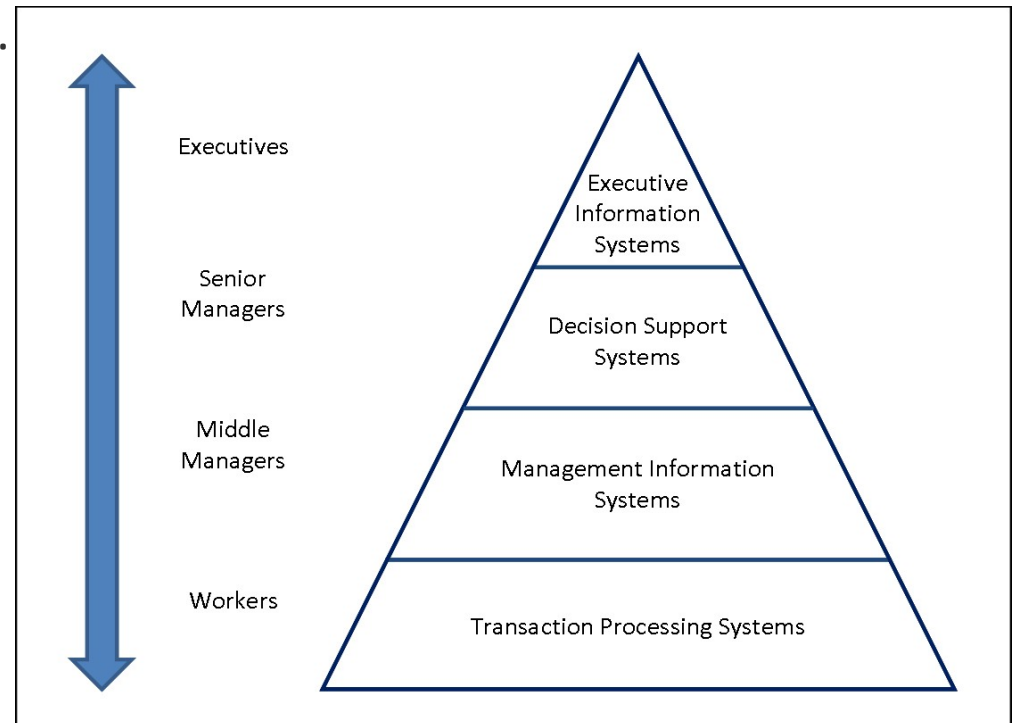 Executives
Executive
Information
Systems
Senior
Managers
Decision Support
Systems
Middle
Managers
Management Information
Systems
Workers
Transaction Processing Systems